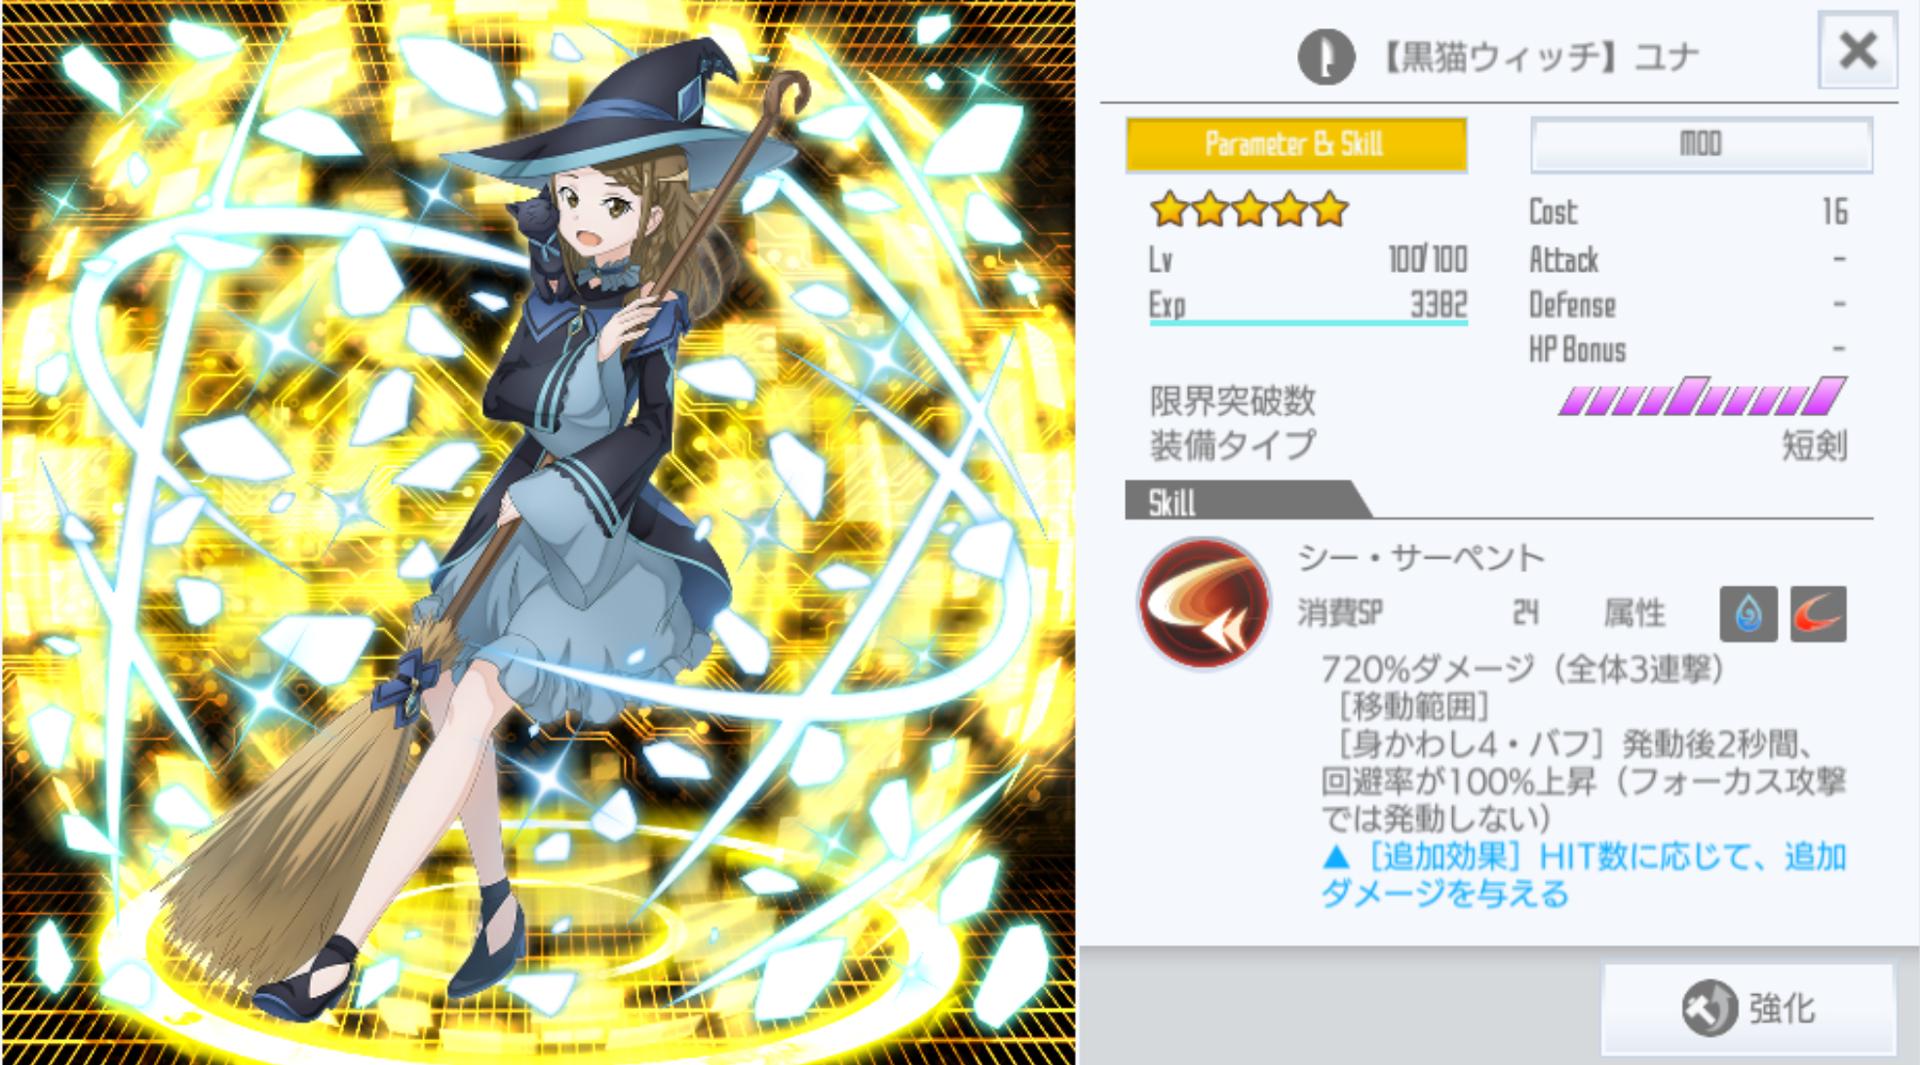 【黒猫ウィッチ】ユナ
Parameter & Skill
MOD
Lv 100/100
Exp 3382
Cost 16
Attack -
Defense -
HP Bonus -
限界突破数
装備タイプ 短剣
Skill
シー・サーペント
消費SP 24 属性
720%ダメージ（全体3連撃）
［移動範囲］
［身かわし4・バフ］発動後2秒間、
回避率が100%上昇（フォーカス攻撃
では発動しない）
▲［追加効果］HIT数に応じて、追加
ダメージを与える
強化